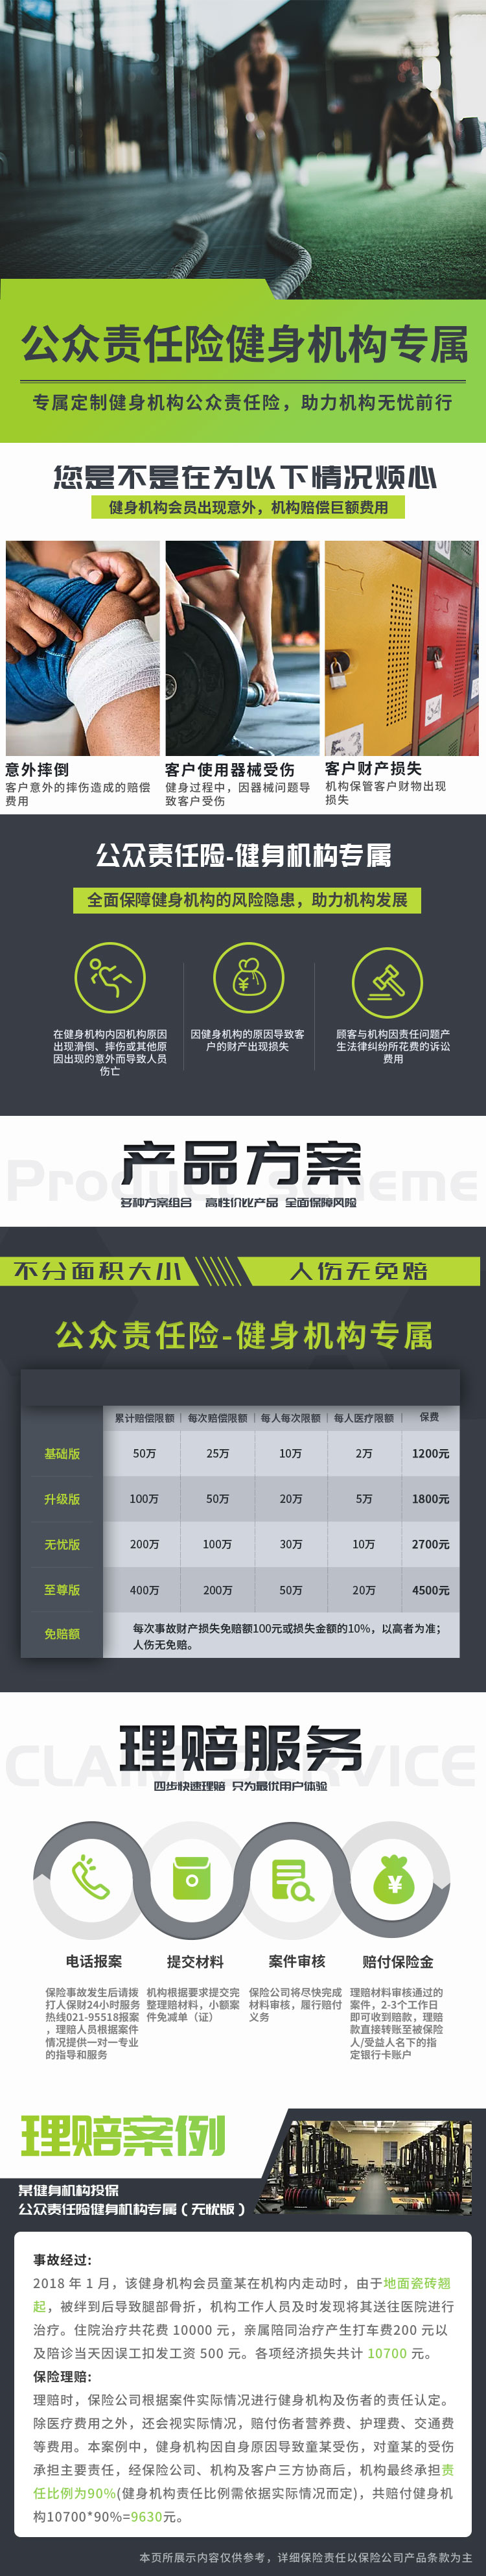 公众责任险健身机构专属
专属定制健身机构公众责任险，助力机构无忧前行
您是不是在为以下情况烦心
健身机构会员出现意外，机构赔偿巨额费用
意外摔倒
客户意外的摔伤造成的赔偿
费用
客户使用器械受伤
健身过程中，因器械问题导
致客户受伤
客户财产损失
机构保管客户财物出现
损失
公众责任险-健身机构专属
全面保障健身机构的风险隐患，助力机构发展
在健身机构内因机构原因
出现滑倒、摔伤或其他原
因出现的意外而导致人员
伤亡
因健身机构的原因导致客
户的财产出现损失
顾客与机构因责任问题产
生法律纠纷所花费的诉讼
费用
产品方案
多种方案组合 高性价比产品 全面保障风险
不分面积大小 人伤无免赔
公众责任险-健身机构专属
累计赔偿限额 每次赔偿限额 每人每次限额 每人医疗限额 保费
基础版 50万 25万 10万 2万 1200元
升级版 100万 50万 20万 5万 1800元
无忧版 200万 100万 30万 10万 2700元
至尊版 400万 200万 50万 20万 4500元
免赔额 每次事故财产损失免赔额100元或损失金额的10%，以高者为准；
人伤无免赔。
理赔服务
四步快速理赔 只为最优用户体验
电话报案
保险事故发生后请拨
打人保财24小时服务
热线021-95518报案
，理赔人员根据案件
情况提供一对一专业
的指导和服务
提交材料
机构根据要求提交完
整理赔材料，小额案
件免减单（证）
案件审核
保险公司将尽快完成
材料审核，履行赔付
义务
赔付保险金
理赔材料审核通过的
案件，2-3个工作日
即可收到赔款，理赔
款直接转账至被保险
人/受益人名下的指
定银行卡账户
理赔案例
某健身机构投保
公众责任险健身机构专属（无忧版）
事故经过:
2018 年 1 月，该健身机构会员童某在机构内走动时，由于地面瓷砖翘
起，被绊到后导致腿部骨折，机构工作人员及时发现将其送往医院进行
治疗。住院治疗共花费 10000 元，亲属陪同治疗产生打车费200 元以
及陪诊当天因误工扣发工资 500 元。各项经济损失共计 10700 元。
保险理赔:
理赔时，保险公司根据案件实际情况进行健身机构及伤者的责任认定。
除医疗费用之外，还会视实际情况，赔付伤者营养费、护理费、交通费
等费用。本案例中，健身机构因自身原因导致童某受伤，对童某的受伤
承担主要责任，经保险公司、机构及客户三方协商后，机构最终承担责
任比例为90%(健身机构责任比例需依据实际情况而定)，共赔付健身机
构10700*90%=9630元。
本页所展示内容仅供参考，详细保险责任以保险公司产品条款为主